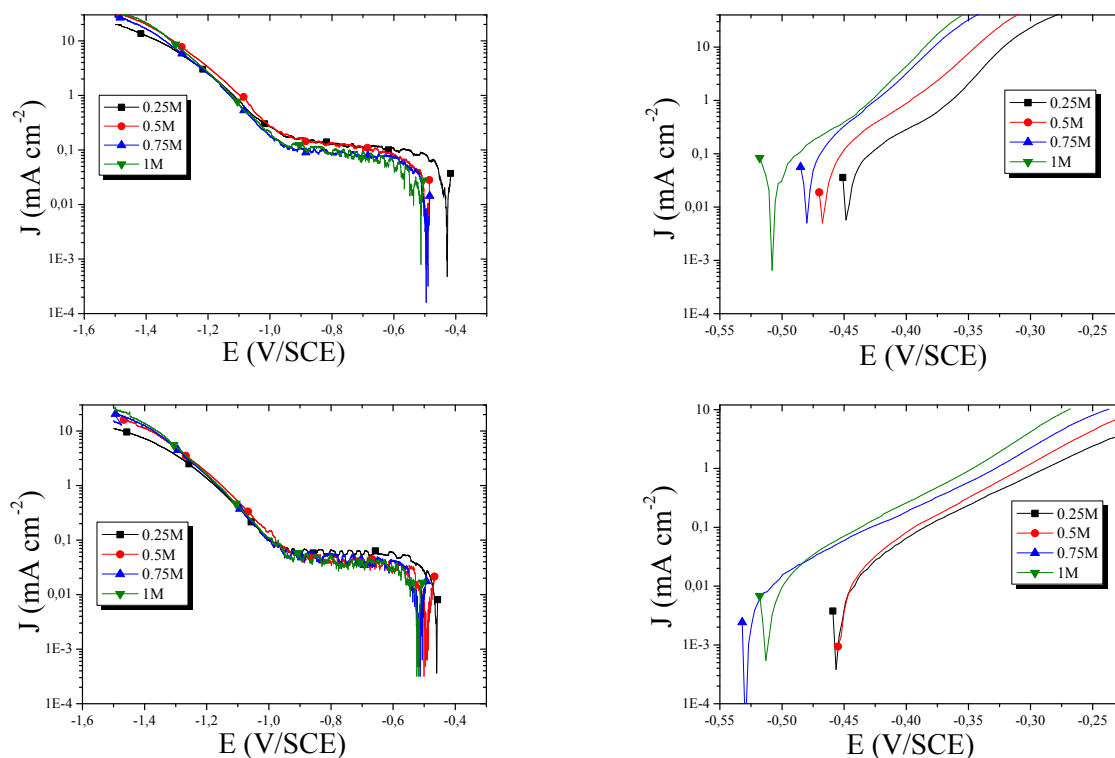 J (mA cm-2)
10
1
0,1
0,01
1E-3
1E-4
0.25M
0.5M
0.75M
1M
-1,6 -1,4 -1,2 -1,0 -0,8 -0,6 -0,4
E (V/SCE)
J (mA cm-2)
10
1
0,1
0,01
1E-3
1E-4
0.25M
0.5M
0.75M
1M
-0,55 -0,50 -0,45 -0,40 -0,35 -0,30 -0,25
E (V/SCE)
J (mA cm-2)
10
1
0,1
0,01
1E-3
1E-4
0.25M
0.5M
0.75M
1M
-1,6 -1,4 -1,2 -1,0 -0,8 -0,6 -0,4
E (V/SCE)
J (mA cm-2)
10
1
0,1
0,01
1E-3
1E-4
0.25M
0.5M
0.75M
1M
-0,55 -0,50 -0,45 -0,40 -0,35 -0,30 -0,25
E (V/SCE)